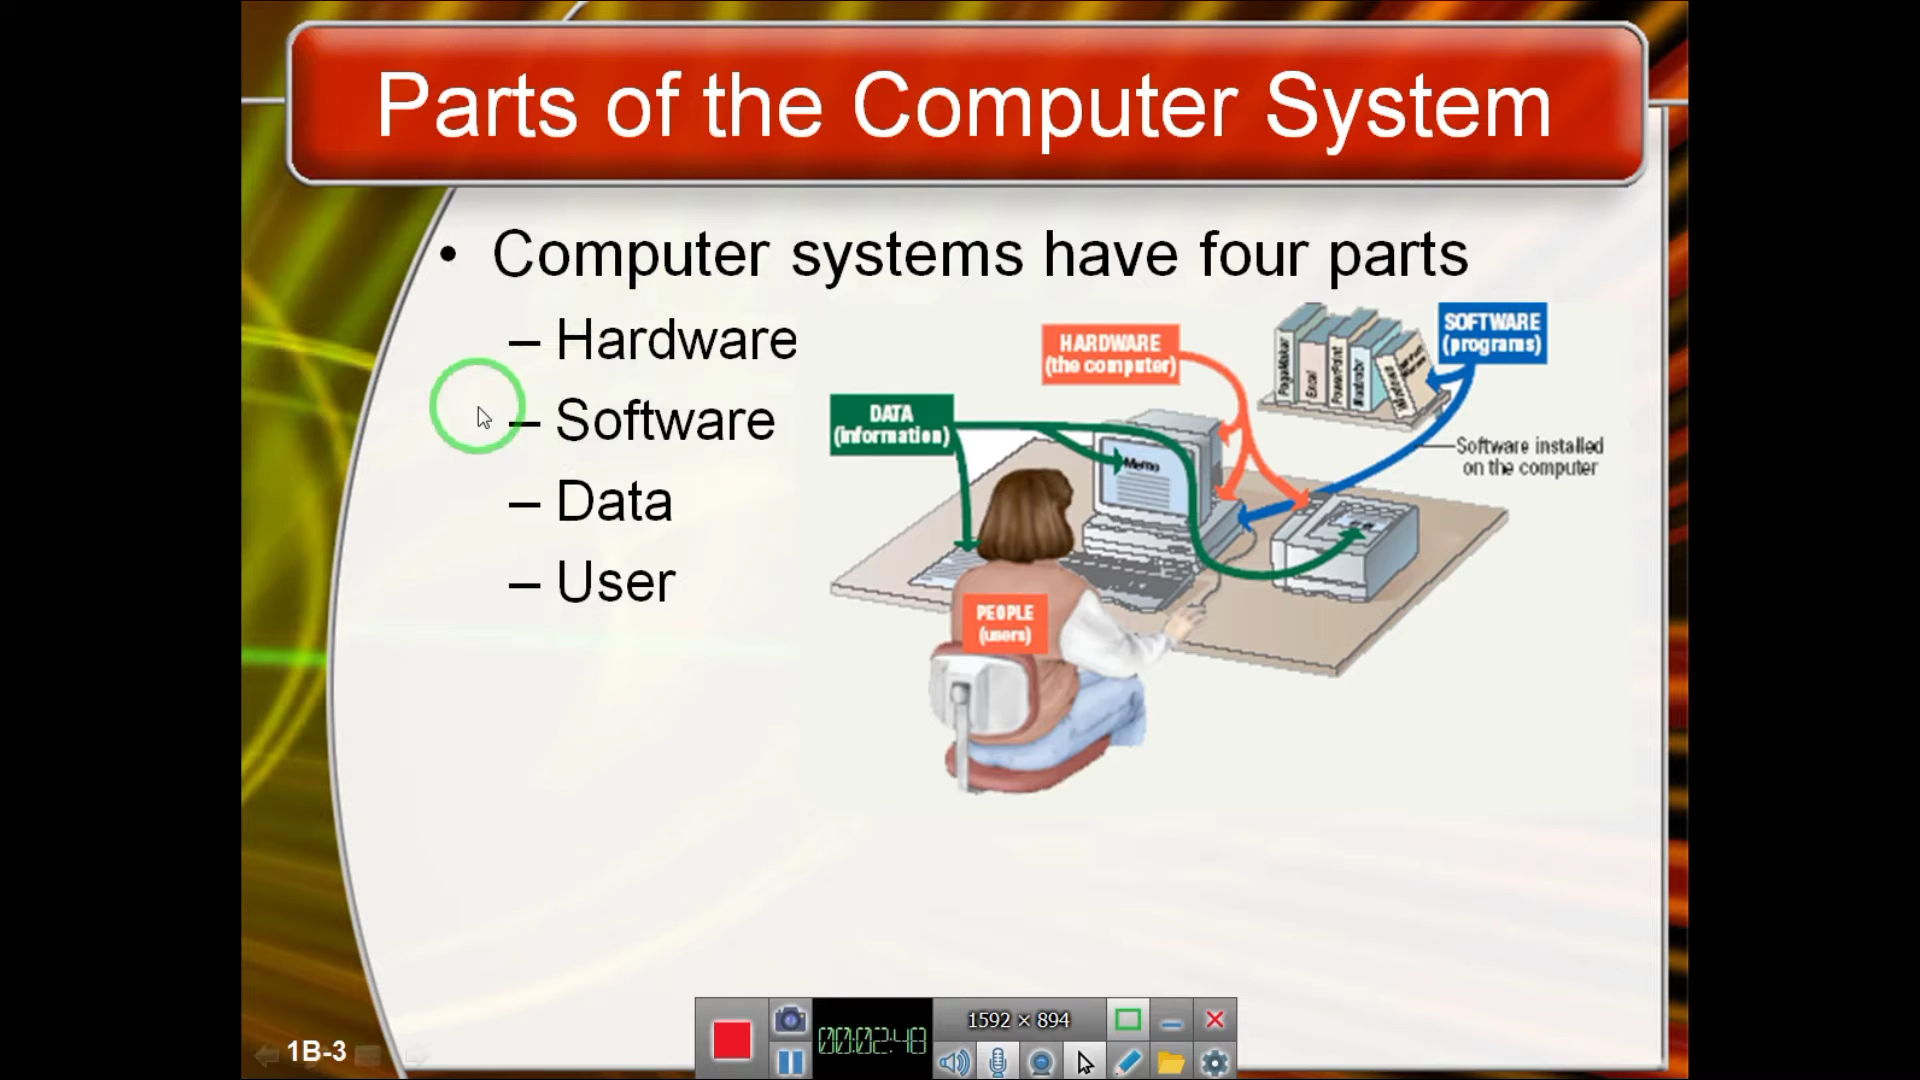 Parts of the Computer System
• Computer systems have four parts
– Hardware
– Software
– Data
– User
HARDWARE
(the computer)
SOFTWARE
(programs)
DATA
(information)
PageMaker
Excel
PowerPoint
Windows
Memo
Software installed
on the computer
PEOPLE
(users)
1B-3
00:02:48
1592 × 894